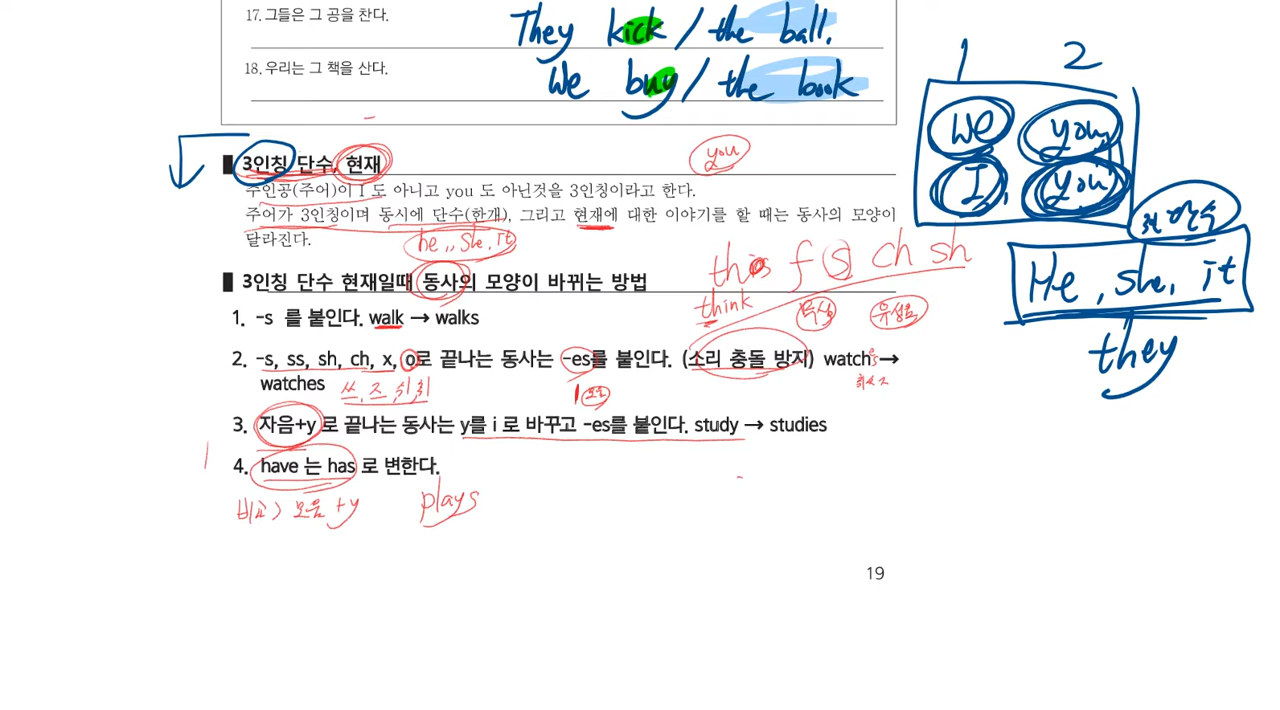 17. 그들은 그 공을 찬다.
They kick / the ball.
18. 우리는 그 책을 산다.
We buy / the book
1 2
We you
I you
3인칭 단수, 현재
you
주인공(주어)이 I 도 아니고 you 도 아닌것을 3인칭이라고 한다.
주어가 3인칭이며 동시에 단수(한개), 그리고 현재에 대한 이야기를 할 때는 동사의 모양이
달라진다.
he, she, it
단수
He, she, it
they
3인칭 단수 현재일때 동사의 모양이 바뀌는 방법
f s ch sh
think
유성음
1. -s 를 붙인다. walk → walks
2. -s, ss, sh, ch, x, o로 끝나는 동사는 -es를 붙인다. (소리 충돌 방지) watch es →
watches
쓰, 즈, 쉬, 취
모음
3. 자음+y 로 끝나는 동사는 y를 i 로 바꾸고 -es를 붙인다. study → studies
4. have 는 has 로 변한다.
비교> 모음 +y plays
19